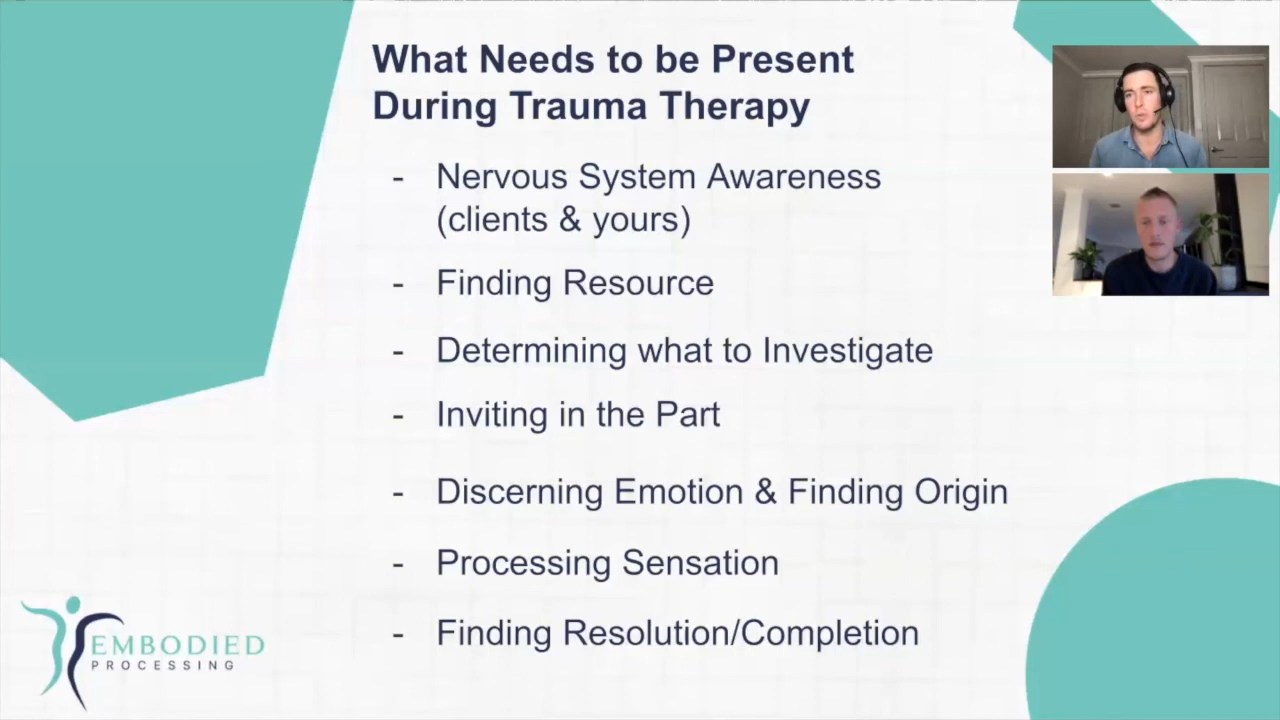 What Needs to be Present
During Trauma Therapy
- Nervous System Awareness
(clients & yours)
- Finding Resource
- Determining what to Investigate
- Inviting in the Part
- Discerning Emotion & Finding Origin
- Processing Sensation
- Finding Resolution/Completion
EMBODIED
PROCESSING